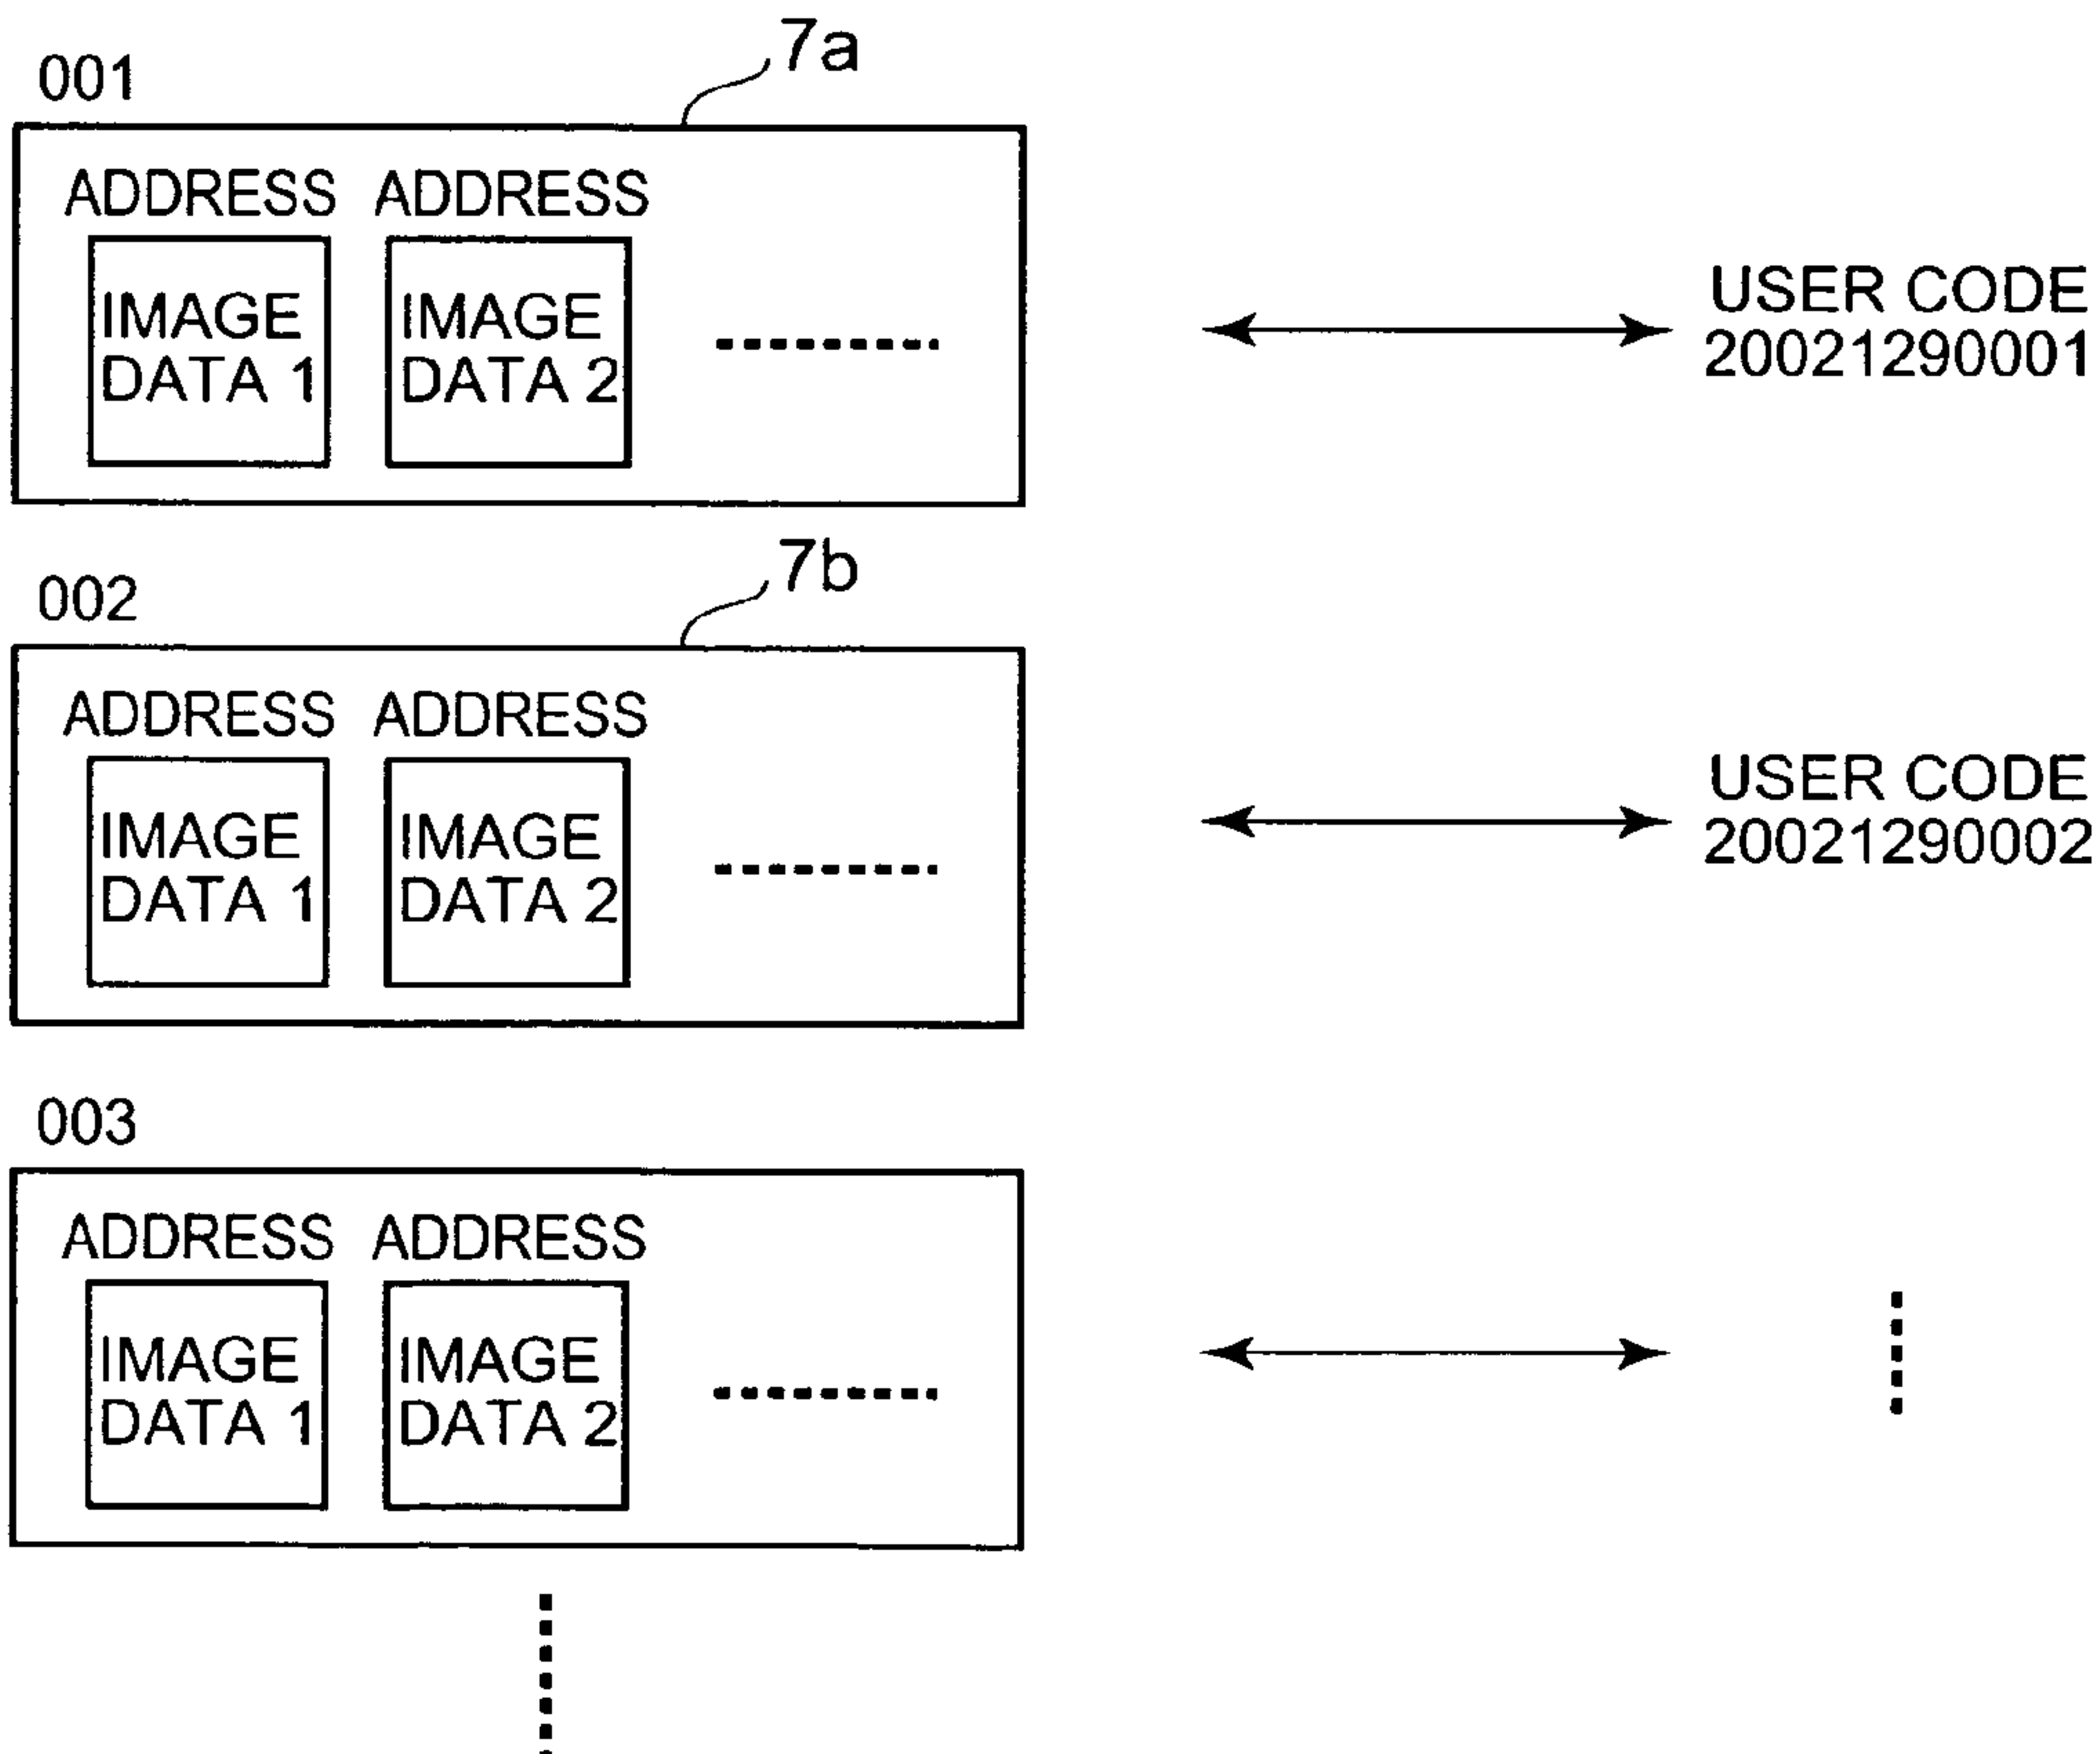 7a
001
ADDRESS ADDRESS
IMAGE
DATA 1
IMAGE
DATA 2
USER CODE
20021290001
7b
002
ADDRESS ADDRESS
IMAGE
DATA 1
IMAGE
DATA 2
USER CODE
20021290002
003
ADDRESS ADDRESS
IMAGE
DATA 1
IMAGE
DATA 2